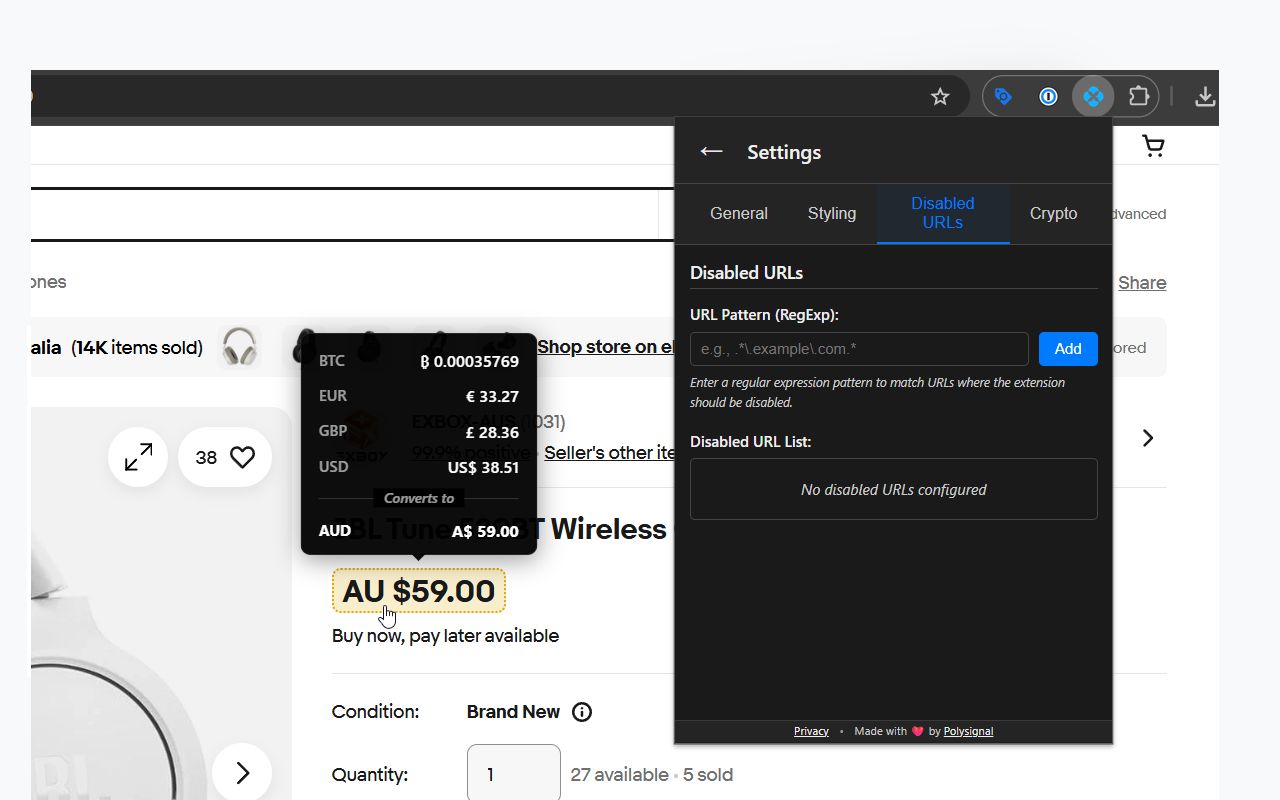 Settings
General
Styling
Disabled
URLs
Crypto
dvanced
Disabled URLs
ones
Share
URL Pattern (RegExp):
e.g., .*\.example\.com.*
Add
Enter a regular expression pattern to match URLs where the extension
should be disabled.
Disabled URL List:
No disabled URLs configured
Privacy • Made with ❤ by Polysignal
alia (14K items sold)
Shop store on e
ored
BTC ₿ 0.00035769
EUR € 33.27
GBP £ 28.36
USD US$ 38.51
Converts to
AUD A$ 59.00
EXBOX-AUS (1031)
99.9% positive · Seller's other ite
38
BT Wireless
AU $59.00
Buy now, pay later available
Condition: Brand New
Quantity: 1 27 available • 5 sold
JBL